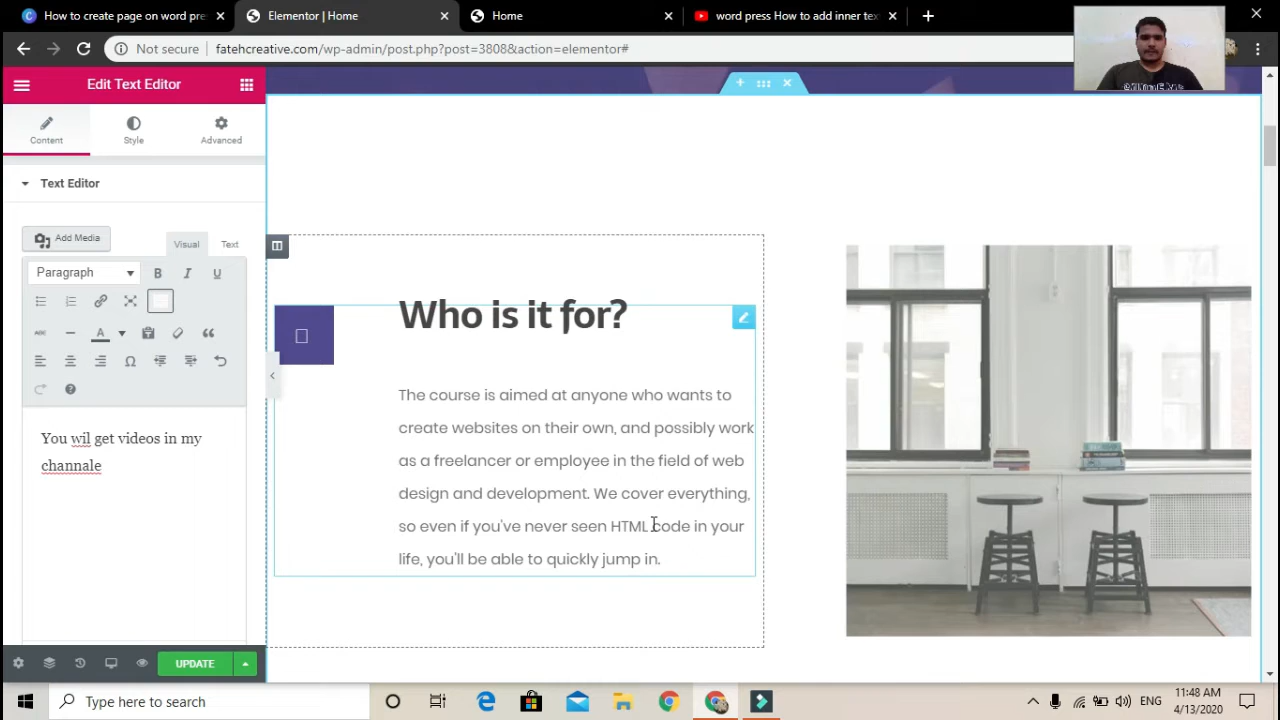 How to create page on wordpres
Elementor | Home
Home
word press How to add inner tex
Not secure
fatehcreative.com/wp-admin/post.php?post=3808&action=elementor#
Edit Text Editor
Content
Style
Advanced
Text Editor
Add Media
Visual
Text
Paragraph
B
I
U
ABC
A
You wil get videos in my
channale
UPDATE
Who is it for?
The course is aimed at anyone who wants to
create websites on their own, and possibly work
as a freelancer or employee in the field of web
design and development. We cover everything,
so even if you've never seen HTML code in your
life, you'll be able to quickly jump in.
Type here to search
ENG
11:48 AM
4/13/2020